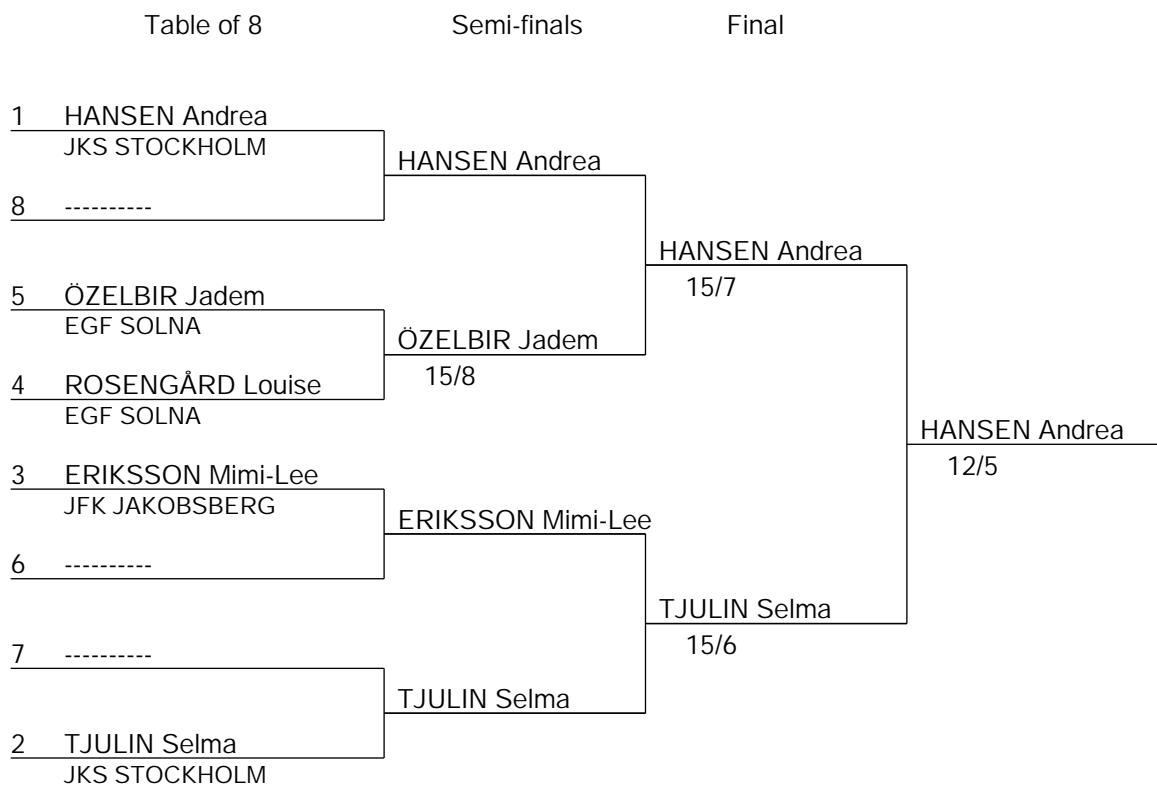 Table of 8 Semi-finals Final
1 HANSEN Andrea
JKS STOCKHOLM
HANSEN Andrea
8 ----------
HANSEN Andrea
15/7
5 ÖZELBIR Jadem
EGF SOLNA
ÖZELBIR Jadem
15/8
4 ROSENGÅRD Louise
EGF SOLNA
HANSEN Andrea
12/5
3 ERIKSSON Mimi-Lee
JFK JAKOBSBERG
ERIKSSON Mimi-Lee
6 ----------
TJULIN Selma
15/6
7 ----------
TJULIN Selma
2 TJULIN Selma
JKS STOCKHOLM